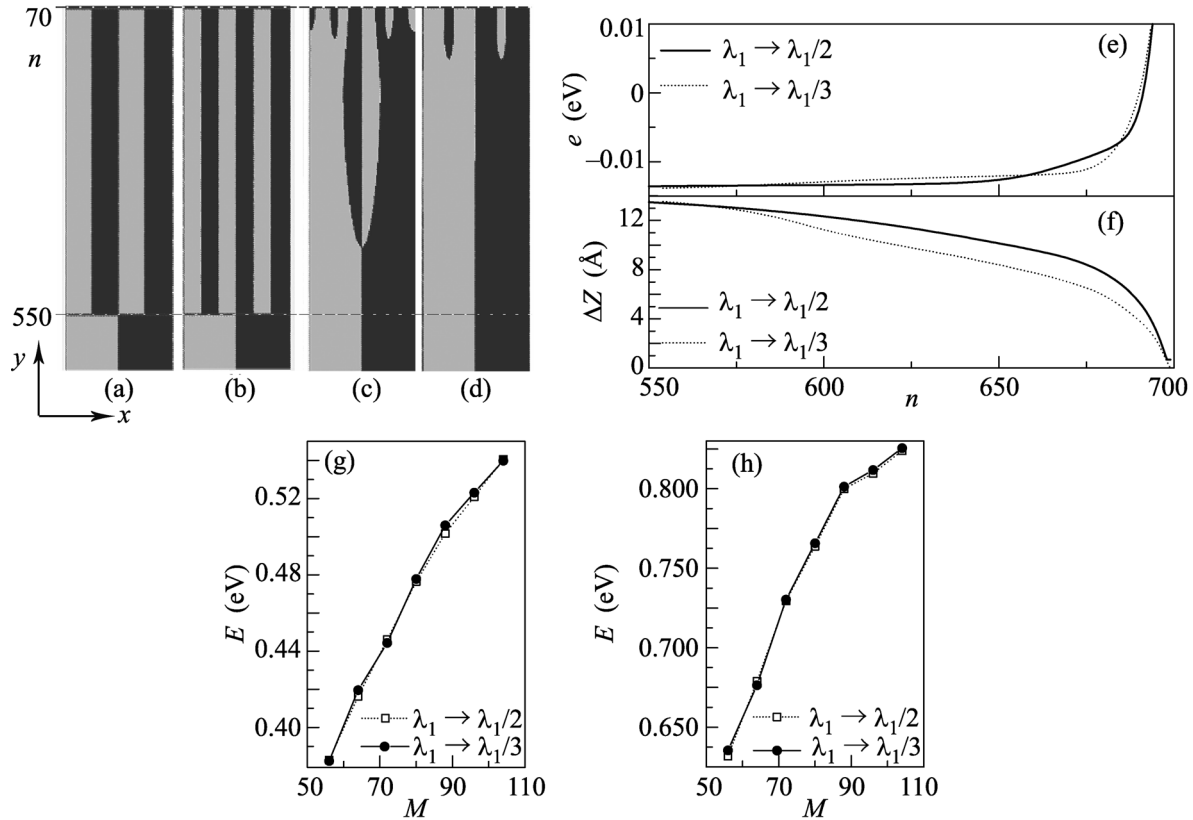 70
n
550
y
x
(a) (b) (c) (d)
0.01
0
−0.01
e (eV)
λ1 → λ1/2
λ1 → λ1/3
(e)
12
8
4
0
ΔZ (Å)
(f)
λ1 → λ1/2
λ1 → λ1/3
550 600 650 700
n
(g)
0.52
0.48
0.44
0.40
E (eV)
λ1 → λ1/2
λ1 → λ1/3
50 70 90 110
M
(h)
0.800
0.750
0.700
0.650
E (eV)
λ1 → λ1/2
λ1 → λ1/3
50 70 90 110
M